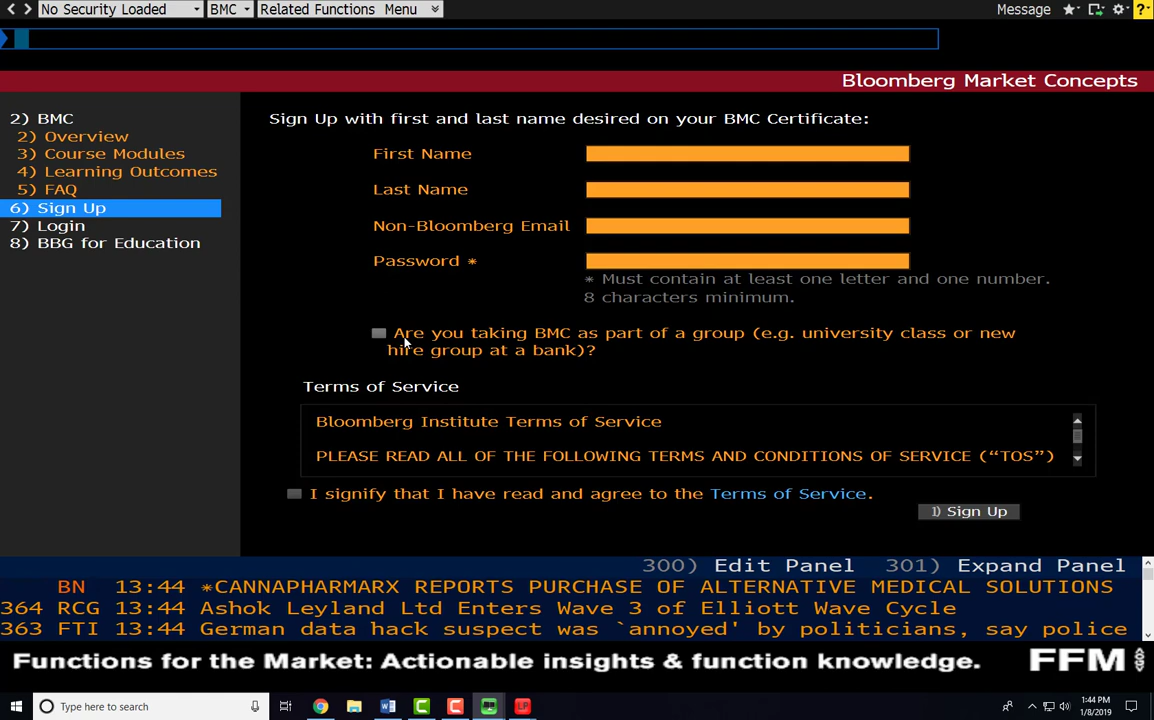 No Security Loaded BMC Related Functions Menu Message ?
Bloomberg Market Concepts
2) BMC
2) Overview
3) Course Modules
4) Learning Outcomes
5) FAQ
6) Sign Up
7) Login
8) BBG for Education
Sign Up with first and last name desired on your BMC Certificate:
First Name
Last Name
Non-Bloomberg Email
Password *
* Must contain at least one letter and one number.
8 characters minimum.
Are you taking BMC as part of a group (e.g. university class or new
hire group at a bank)?
Terms of Service
Bloomberg Institute Terms of Service
PLEASE READ ALL OF THE FOLLOWING TERMS AND CONDITIONS OF SERVICE (“TOS”)
I signify that I have read and agree to the Terms of Service.
1) Sign Up
300) Edit Panel 301) Expand Panel
BN 13:44 *CANNAPHARMARX REPORTS PURCHASE OF ALTERNATIVE MEDICAL SOLUTIONS
364 RCG 13:44 Ashok Leyland Ltd Enters Wave 3 of Elliott Wave Cycle
363 FTI 13:44 German data hack suspect was `annoyed' by politicians, say police
Functions for the Market: Actionable insights & function knowledge. FFM
Type here to search
1:44 PM
1/8/2019